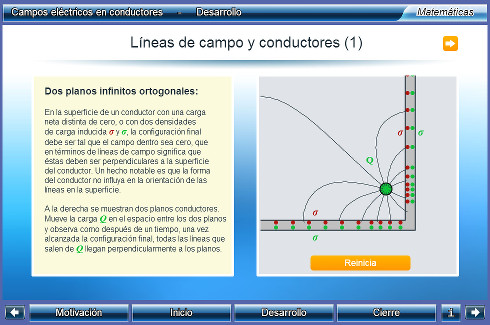 Campos eléctricos en conductores - Desarrollo
Matemáticas
Líneas de campo y conductores (1)
Dos planos infinitos ortogonales:
En la superficie de un conductor con una carga
neta distinta de cero, o con dos densidades
de carga inducida σ y σ, la configuración final
debe ser tal que el campo dentro sea cero, que
en términos de líneas de campo significa que
éstas deben ser perpendiculares a la superficie
del conductor. Un hecho notable es que la forma
del conductor no influya en la orientación de las
líneas en la superficie.
A la derecha se muestran dos planos conductores.
Mueve la carga Q en el espacio entre los dos planos
y observa como después de un tiempo, una vez
alcanzada la configuración final, todas las líneas que
salen de Q llegan perpendicularmente a los planos.
σ σ
Q
σ
σ
Reinicia
Motivación
Inicio
Desarrollo
Cierre
i